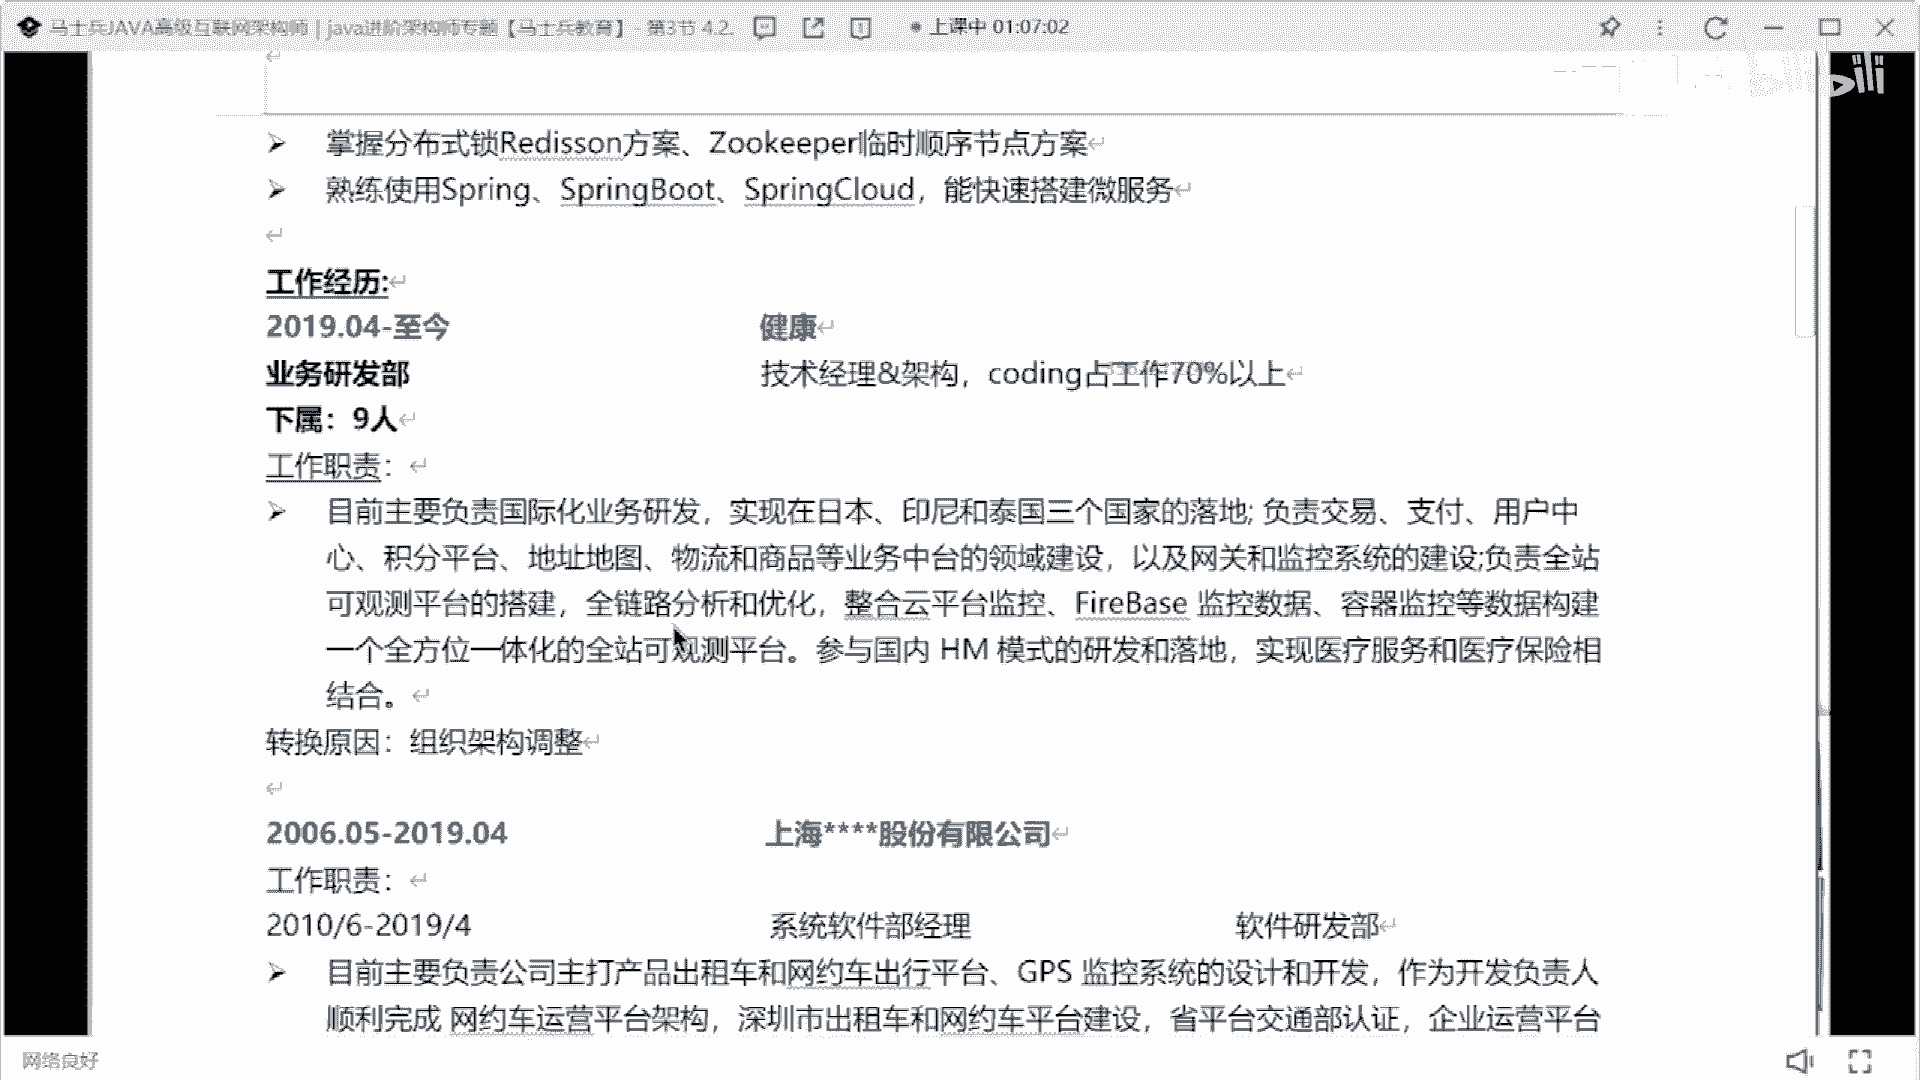 马士兵JAVA高级互联网架构师 | java进阶架构师专题【马士兵教育】 - 第3节 4.2.
上课中 01:07:02
掌握分布式锁Redisson方案、Zookeeper临时顺序节点方案
熟练使用Spring、SpringBoot、SpringCloud，能快速搭建微服务
工作经历:
2019.04-至今 健康
业务研发部 技术经理&架构，coding占工作70%以上
下属：9人
工作职责：
目前主要负责国际化业务研发，实现在日本、印尼和泰国三个国家的落地; 负责交易、支付、用户中
心、积分平台、地址地图、物流和商品等业务中台的领域建设，以及网关和监控系统的建设;负责全站
可观测平台的搭建，全链路分析和优化，整合云平台监控、FireBase 监控数据、容器监控等数据构建
一个全方位一体化的全站可观测平台。参与国内 HM 模式的研发和落地，实现医疗服务和医疗保险相
结合。
转换原因：组织架构调整
2006.05-2019.04 上海****股份有限公司
工作职责：
2010/6-2019/4 系统软件部经理 软件研发部
目前主要负责公司主打产品出租车和网约车出行平台、GPS 监控系统的设计和开发，作为开发负责人
顺利完成 网约车运营平台架构，深圳市出租车和网约车平台建设，省平台交通部认证，企业运营平台
网络良好